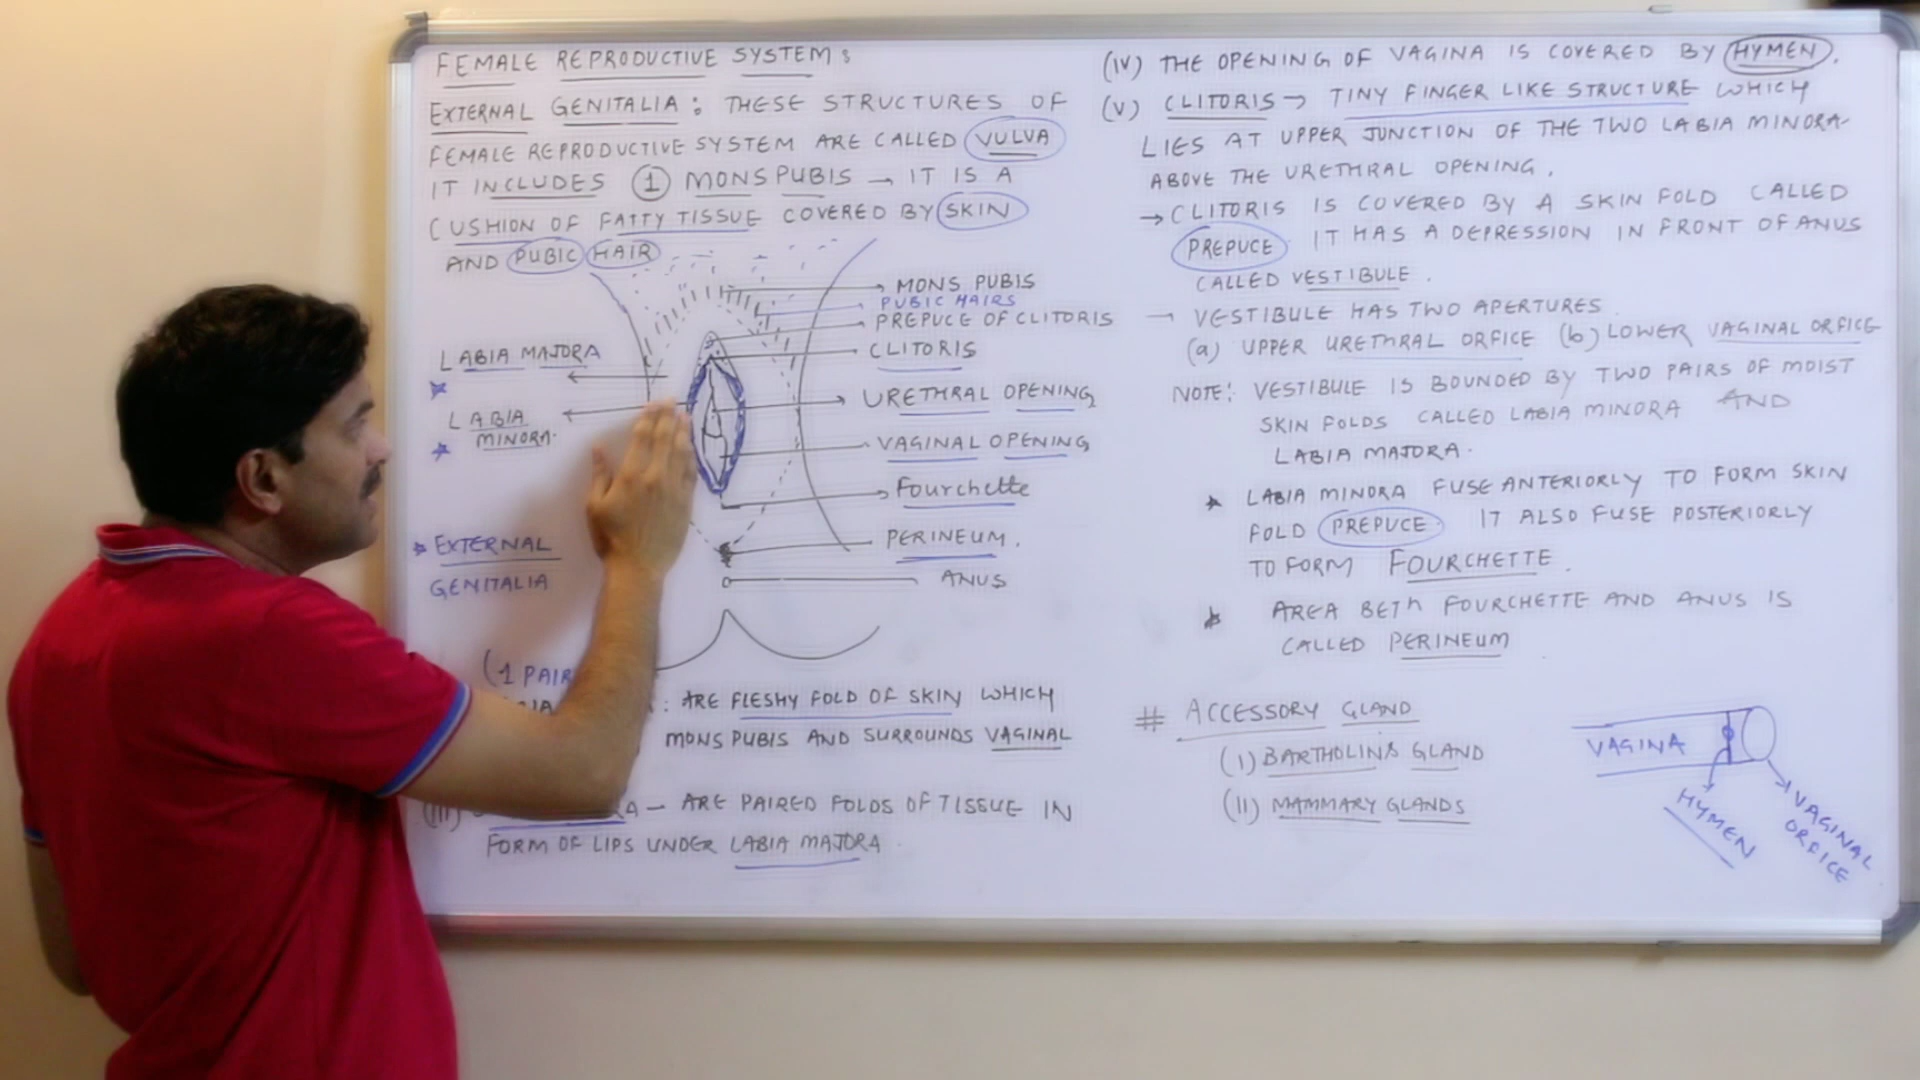 FEMALE REPRODUCTIVE SYSTEM:
EXTERNAL GENITALIA: THESE STRUCTURES OF
FEMALE REPRODUCTIVE SYSTEM ARE CALLED VULVA
IT INCLUDES 1 MONS PUBIS → IT IS A
CUSHION OF FATTY TISSUE COVERED BY SKIN
AND PUBIC HAIR
MONS PUBIS
PUBIC HAIRS
PREPUCE OF CLITORIS
CLITORIS
URETHRAL OPENING
VAGINAL OPENING
Fourchette
PERINEUM.
ANUS
LABIA MAJORA
LABIA
MINORA.
EXTERNAL
GENITALIA
(1 PAIR
: ARE FLESHY FOLD OF SKIN WHICH
MONS PUBIS AND SURROUNDS VAGINAL
(III) A – ARE PAIRED FOLDS OF TISSUE IN
FORM OF LIPS UNDER LABIA MAJORA.
(IV) THE OPENING OF VAGINA IS COVERED BY HYMEN.
(V) CLITORIS → TINY FINGER LIKE STRUCTURE WHICH
LIES AT UPPER JUNCTION OF THE TWO LABIA MINORA
ABOVE THE URETHRAL OPENING.
→ CLITORIS IS COVERED BY A SKIN FOLD CALLED
PREPUCE. IT HAS A DEPRESSION IN FRONT OF ANUS
CALLED VESTIBULE.
→ VESTIBULE HAS TWO APERTURES.
(a) UPPER URETHRAL ORFICE (b) LOWER VAGINAL ORFICE
NOTE: VESTIBULE IS BOUNDED BY TWO PAIRS OF MOIST
SKIN FOLDS CALLED LABIA MINORA AND
LABIA MAJORA.
★ LABIA MINORA FUSE ANTERIORLY TO FORM SKIN
FOLD PREPUCE. IT ALSO FUSE POSTERIORLY
TO FORM FOURCHETTE.
★ AREA BETn FOURCHETTE AND ANUS IS
CALLED PERINEUM
# ACCESSORY GLAND
(I) BARTHOLIN'S GLAND
(II) MAMMARY GLANDS
VAGINA
HYMEN
VAGINAL
ORFICE